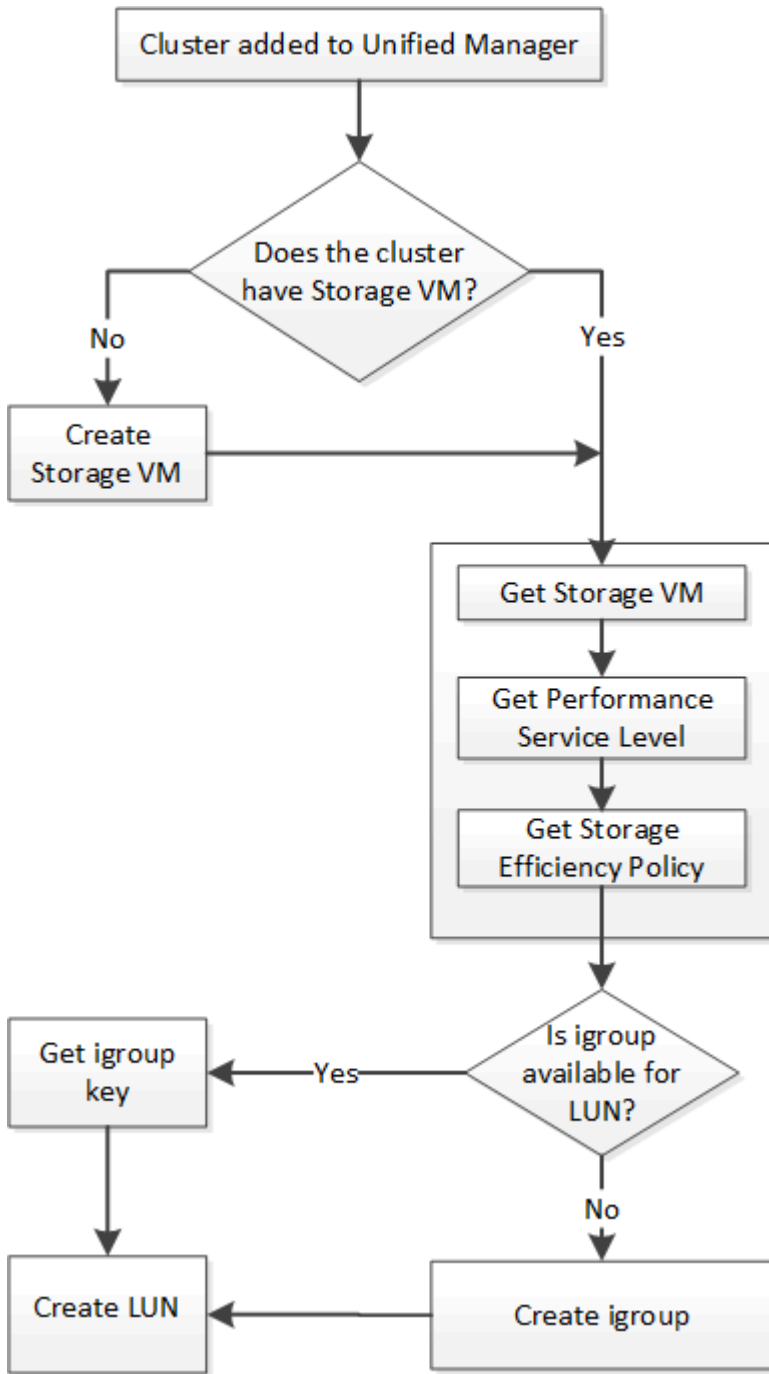 Cluster added to Unified Manager
Does the cluster
have Storage VM?
No
Yes
Create
Storage VM
Get Storage VM
Get Performance
Service Level
Get Storage
Efficiency Policy
Is igroup
available for
LUN?
Yes
Get igroup
key
No
Create LUN
Create igroup